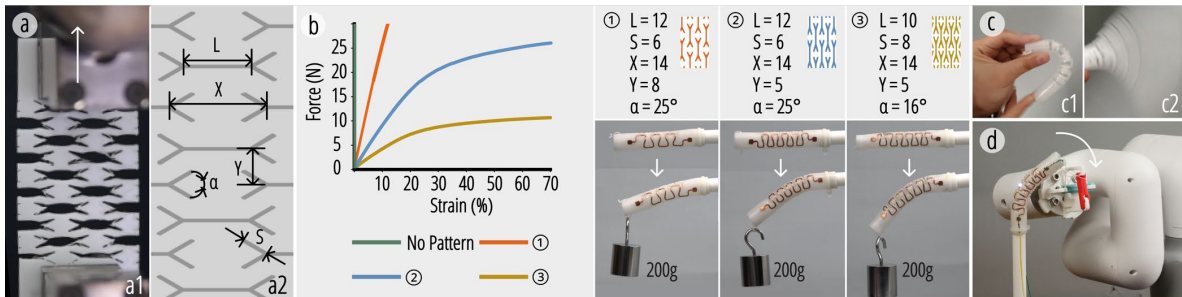 a
a1
L
X
Y
α
S
a2
b
Force (N)
25
20
15
10
5
0
10 20 30 40 50 60 70
Strain (%)
No Pattern
①
②
③
① L = 12
S = 6
X = 14
Y = 8
α = 25°
② L = 12
S = 6
X = 14
Y = 5
α = 25°
③ L = 10
S = 8
X = 14
Y = 5
α = 16°
200g
200g
200g
c
c1
c2
d